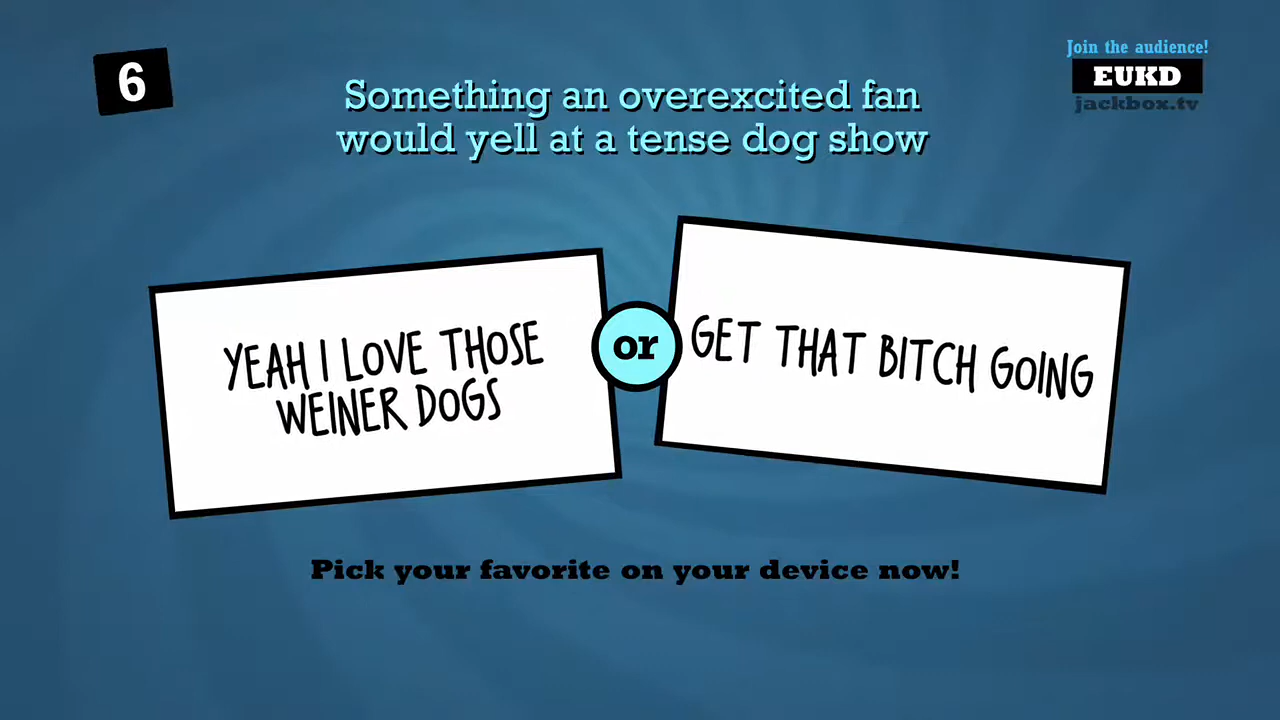 6
Join the audience!
EUKD
jackbox.tv
Something an overexcited fan
would yell at a tense dog show
YEAH I LOVE THOSE
WEINER DOGS
or
GET THAT BITCH GOING
Pick your favorite on your device now!